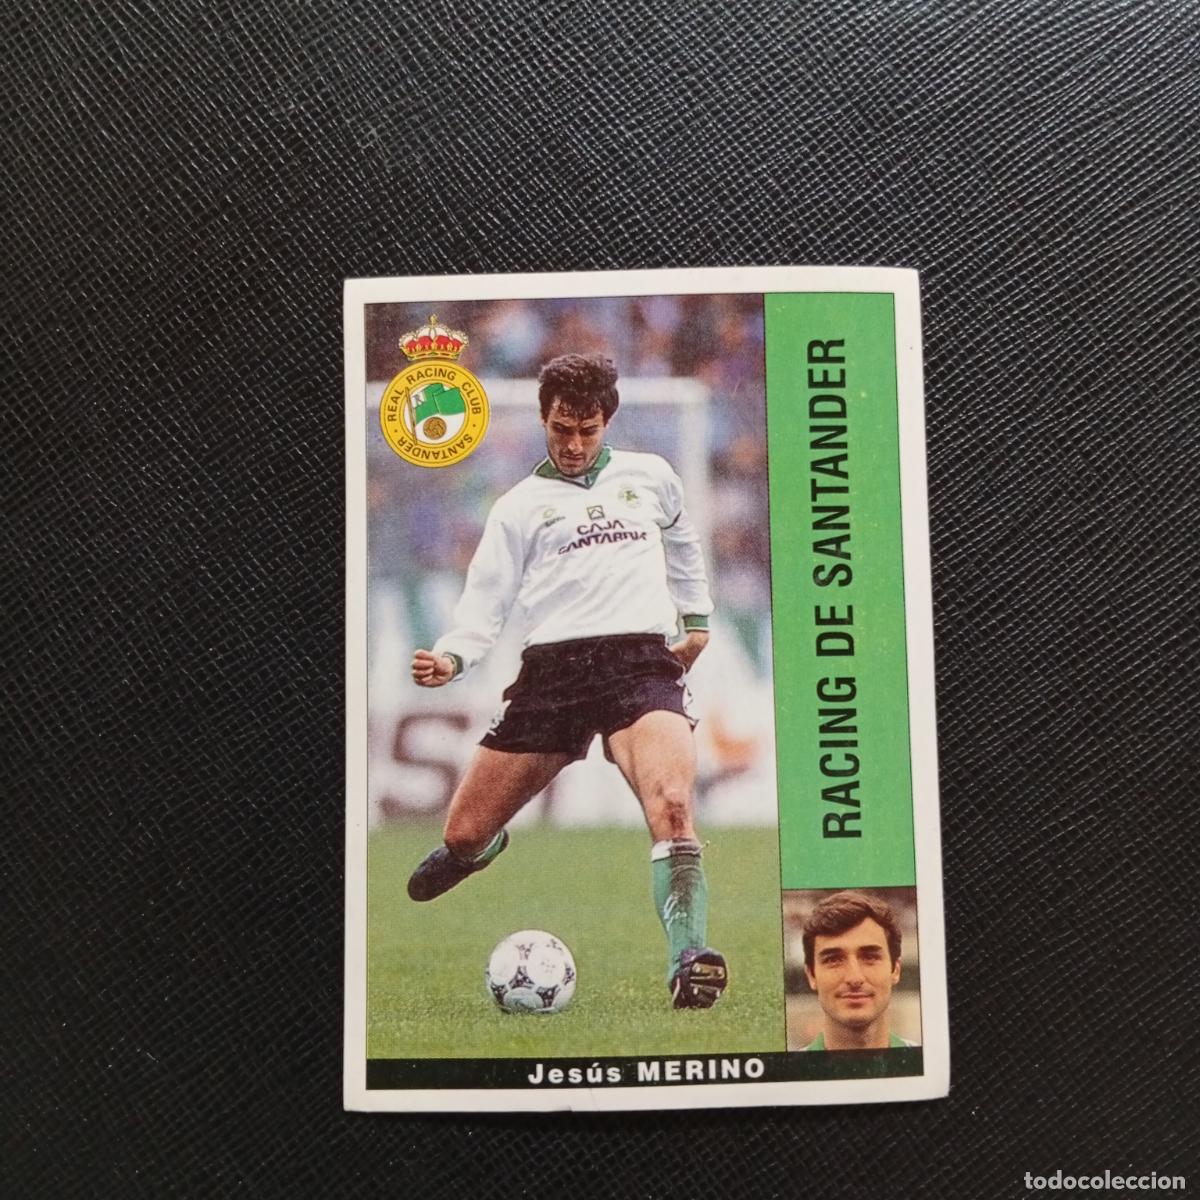 REAL RACING CLUB
SANTANDER
CAJA
CANTABRIA
RACING DE SANTANDER
Jesús MERINO
todocoleccion